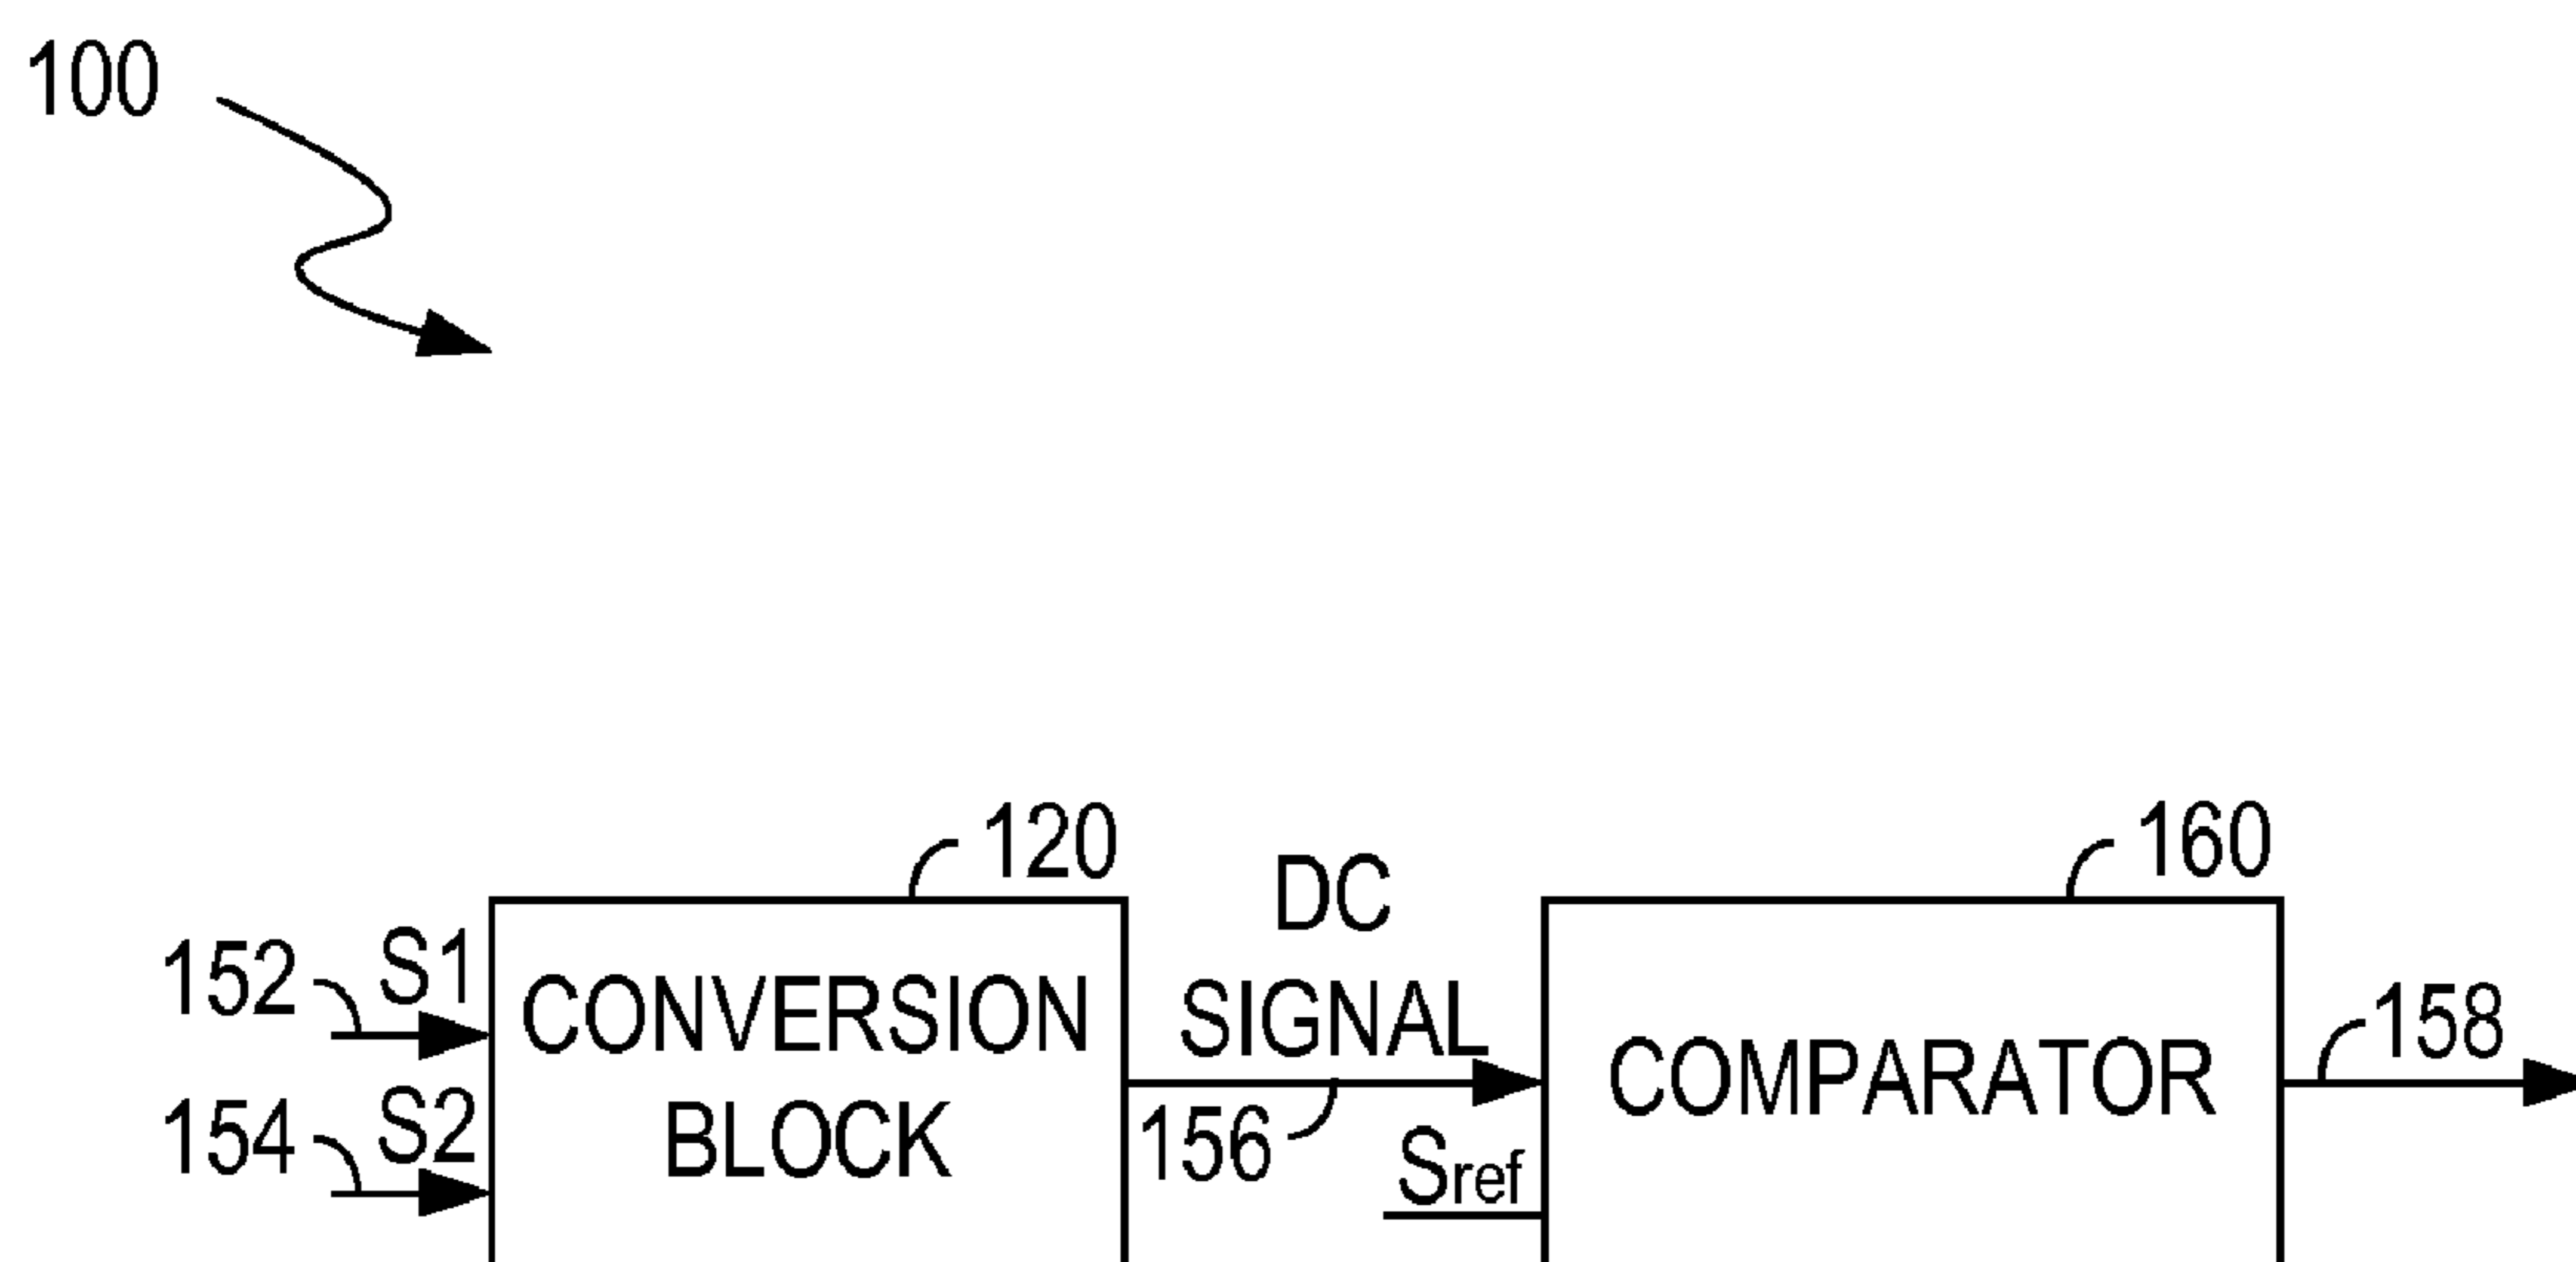 100
120
160
DC
152
S1
CONVERSION
SIGNAL
COMPARATOR
158
154
S2
BLOCK
156
Sref